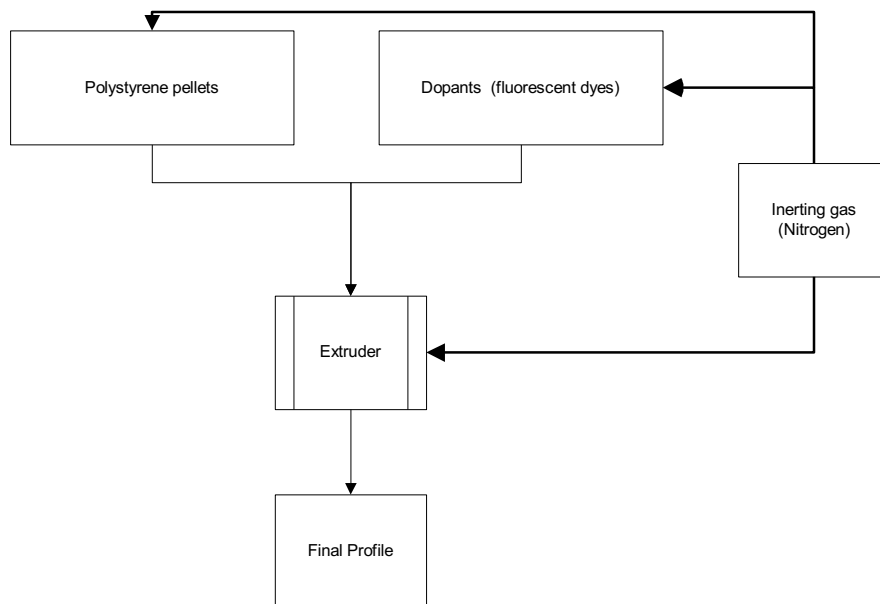 Polystyrene pellets
Dopants (fluorescent dyes)
Inerting gas
(Nitrogen)
Extruder
Final Profile